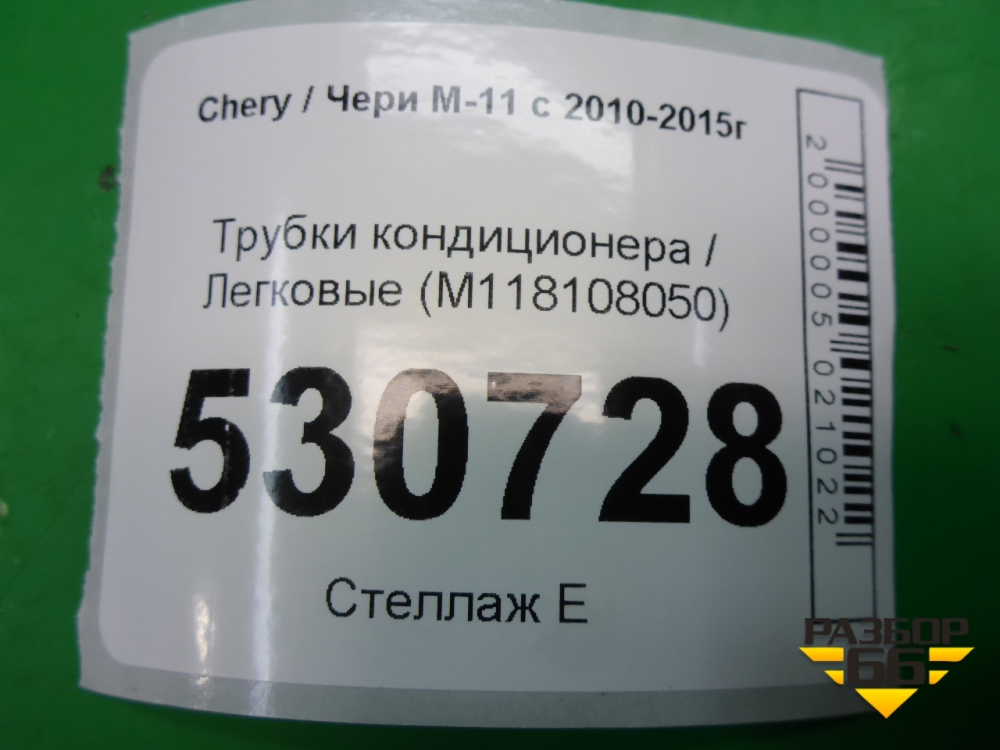 Chery / Чери М-11 с 2010-2015г
Трубки кондиционера /
Легковые (M118108050)
530728
Стеллаж Е
2000005021022
РАЗБОР
66